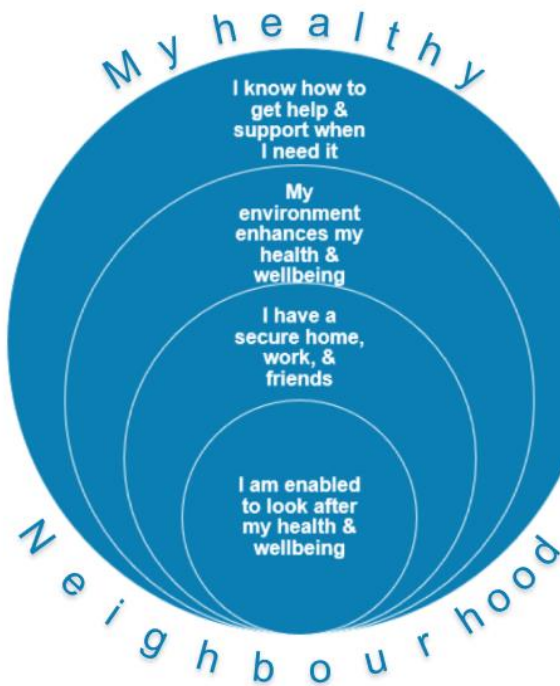 My healthy
I know how to
get help &
support when
I need it
My
environment
enhances my
health &
wellbeing
I have a
secure home,
work, &
friends
I am enabled
to look after
my health &
wellbeing
Neighbourhood